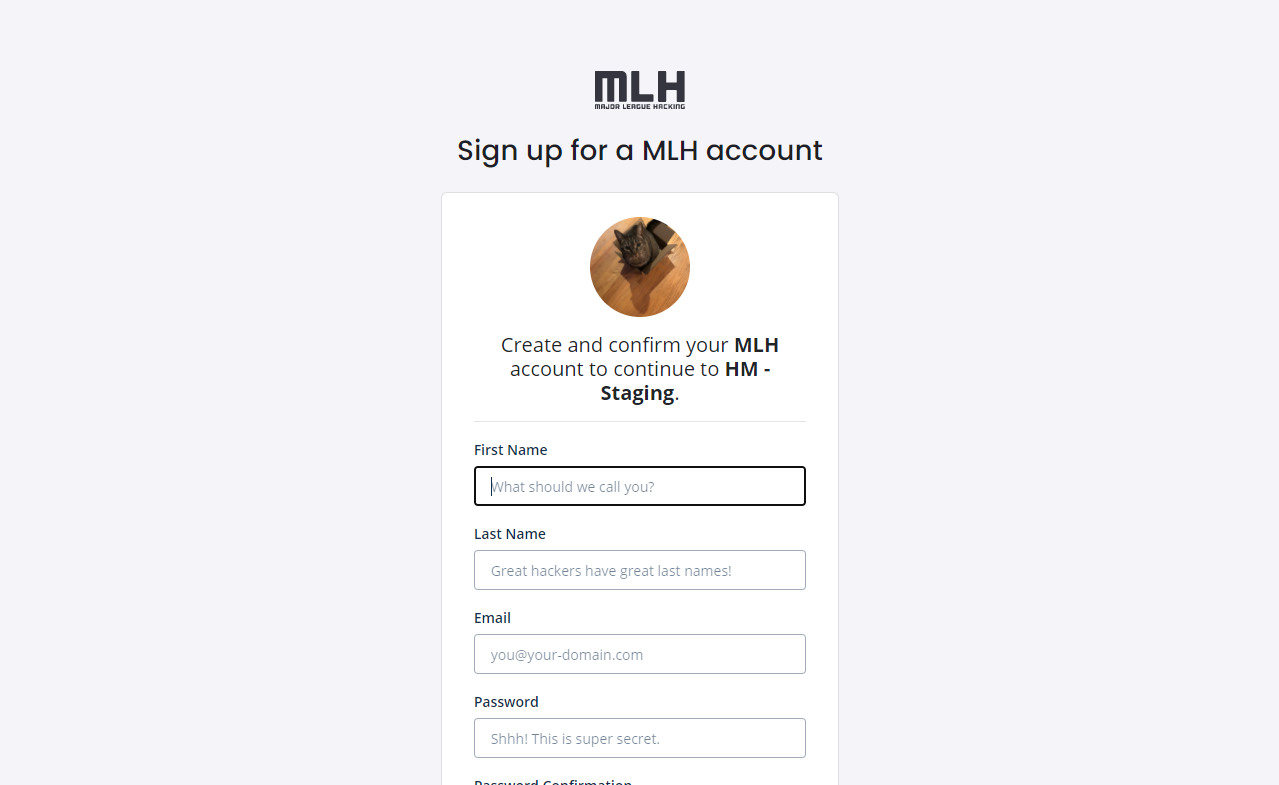 MLH
MAJOR LEAGUE HACKING
Sign up for a MLH account
Create and confirm your MLH
account to continue to HM -
Staging.
First Name
What should we call you?
Last Name
Great hackers have great last names!
Email
you@your-domain.com
Password
Shhh! This is super secret.
Password Confirmation